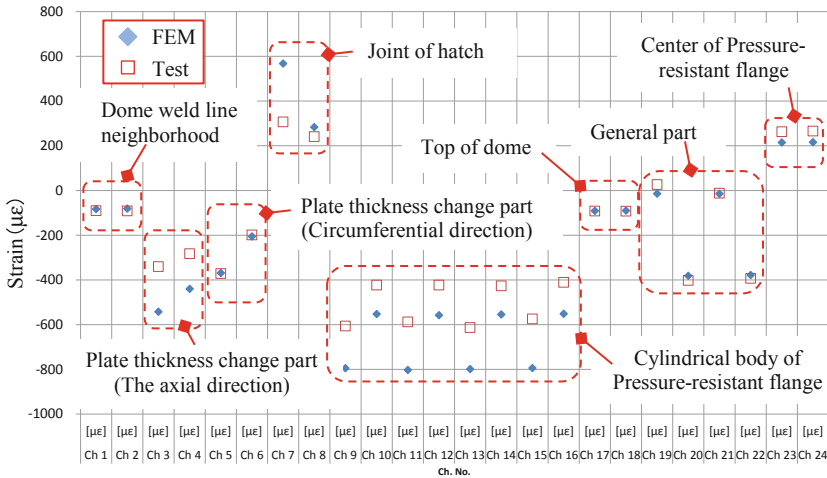 800
600
400
200
0
-200
-400
-600
-800
-1000
Strain (με)
FEM
Test
Joint of hatch
Center of Pressure-
resistant flange
Dome weld line
neighborhood
Top of dome
General part
Plate thickness change part
(Circumferential direction)
Plate thickness change part
(The axial direction)
Cylindrical body of
Pressure-resistant flange
[με] [με] [με] [με] [με] [με] [με] [με] [με] [με] [με] [με] [με] [με] [με] [με] [με] [με] [με] [με] [με] [με] [με] [με]
Ch 1 Ch 2 Ch 3 Ch 4 Ch 5 Ch 6 Ch 7 Ch 8 Ch 9 Ch 10 Ch 11 Ch 12 Ch 13 Ch 14 Ch 15 Ch 16 Ch 17 Ch 18 Ch 19 Ch 20 Ch 21 Ch 22 Ch 23 Ch 24
Ch. No.